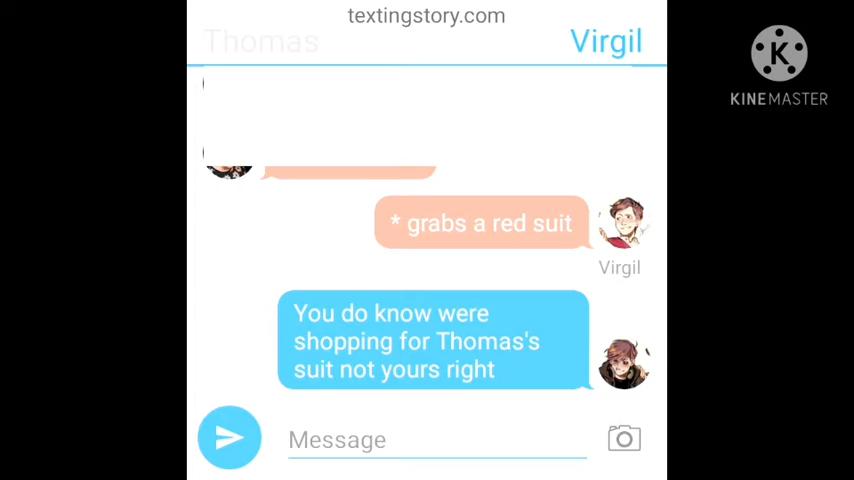 textingstory.com
Thomas
Virgil
KINEMASTER
* grabs a red suit
Virgil
You do know were
shopping for Thomas's
suit not yours right
Message